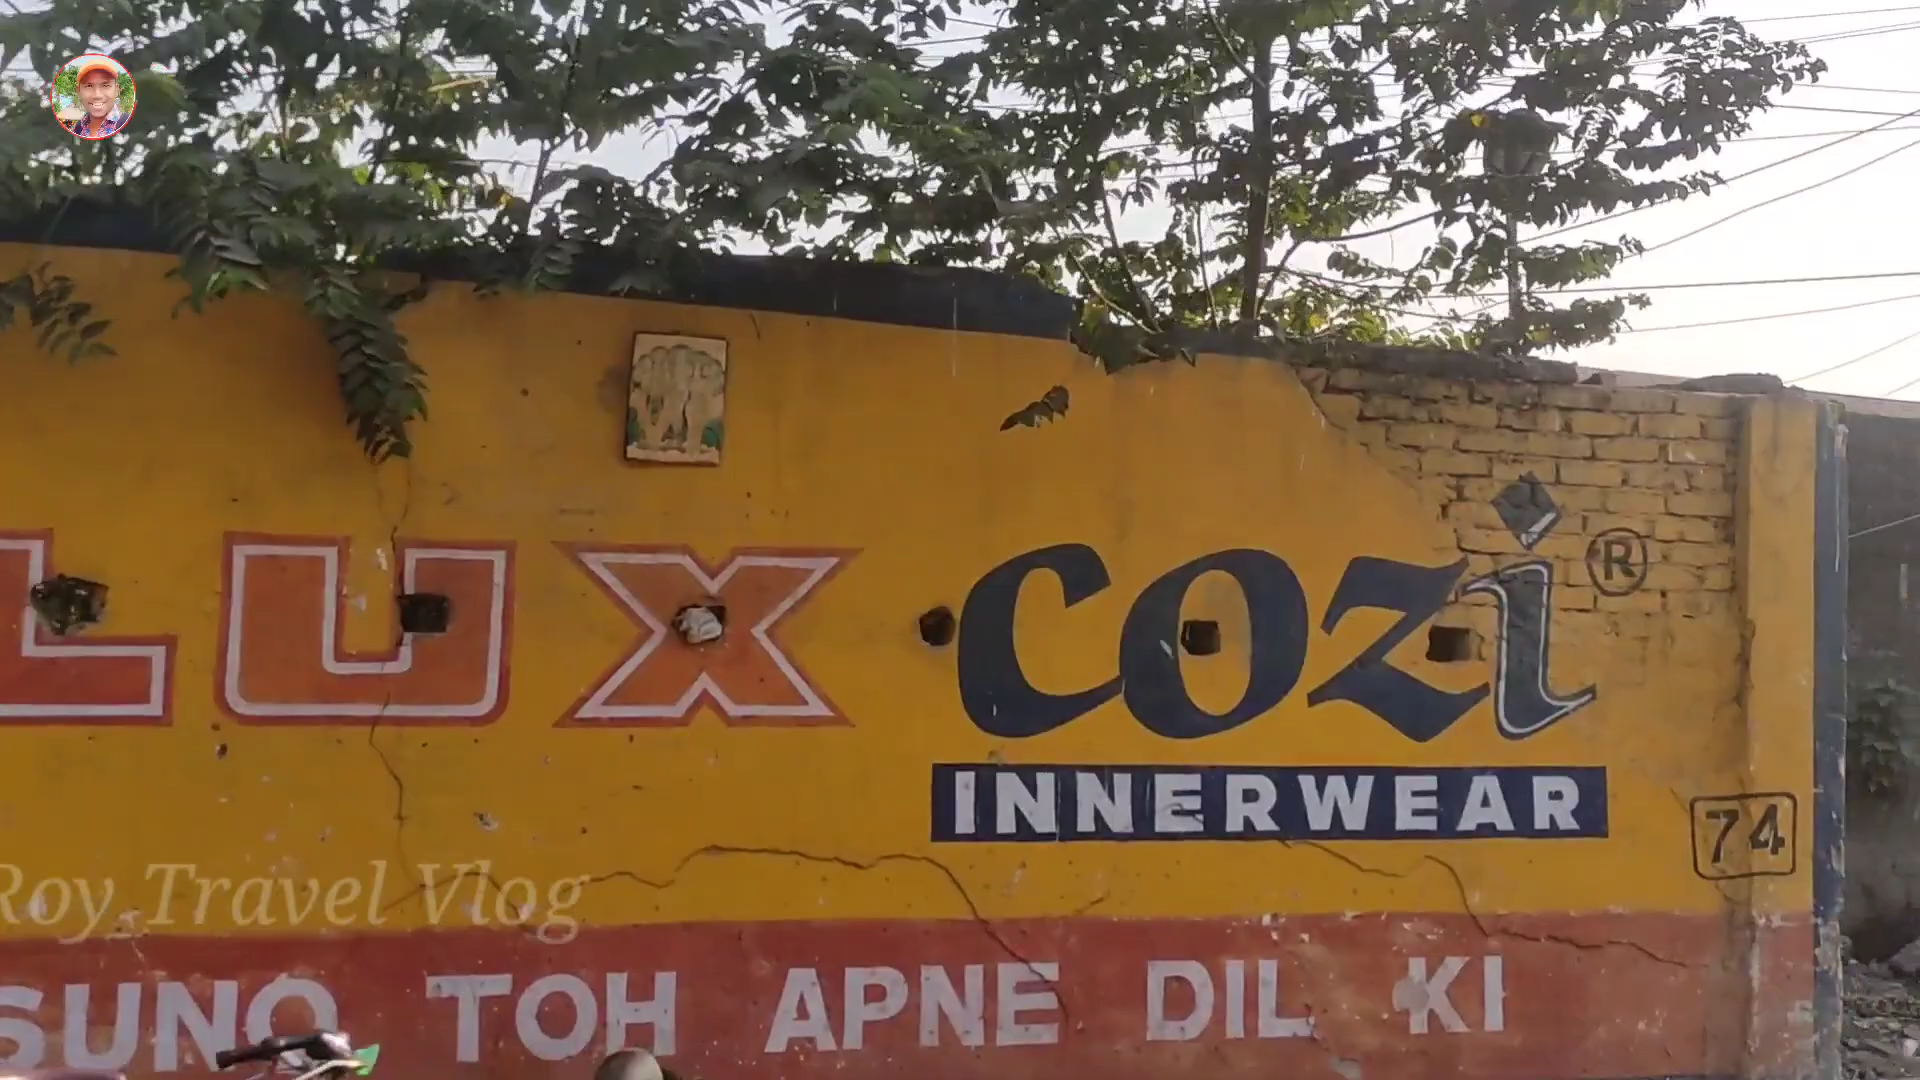 LUX cozi®
INNERWEAR
74
Roy Travel Vlog
SUNO TOH APNE DIL KI